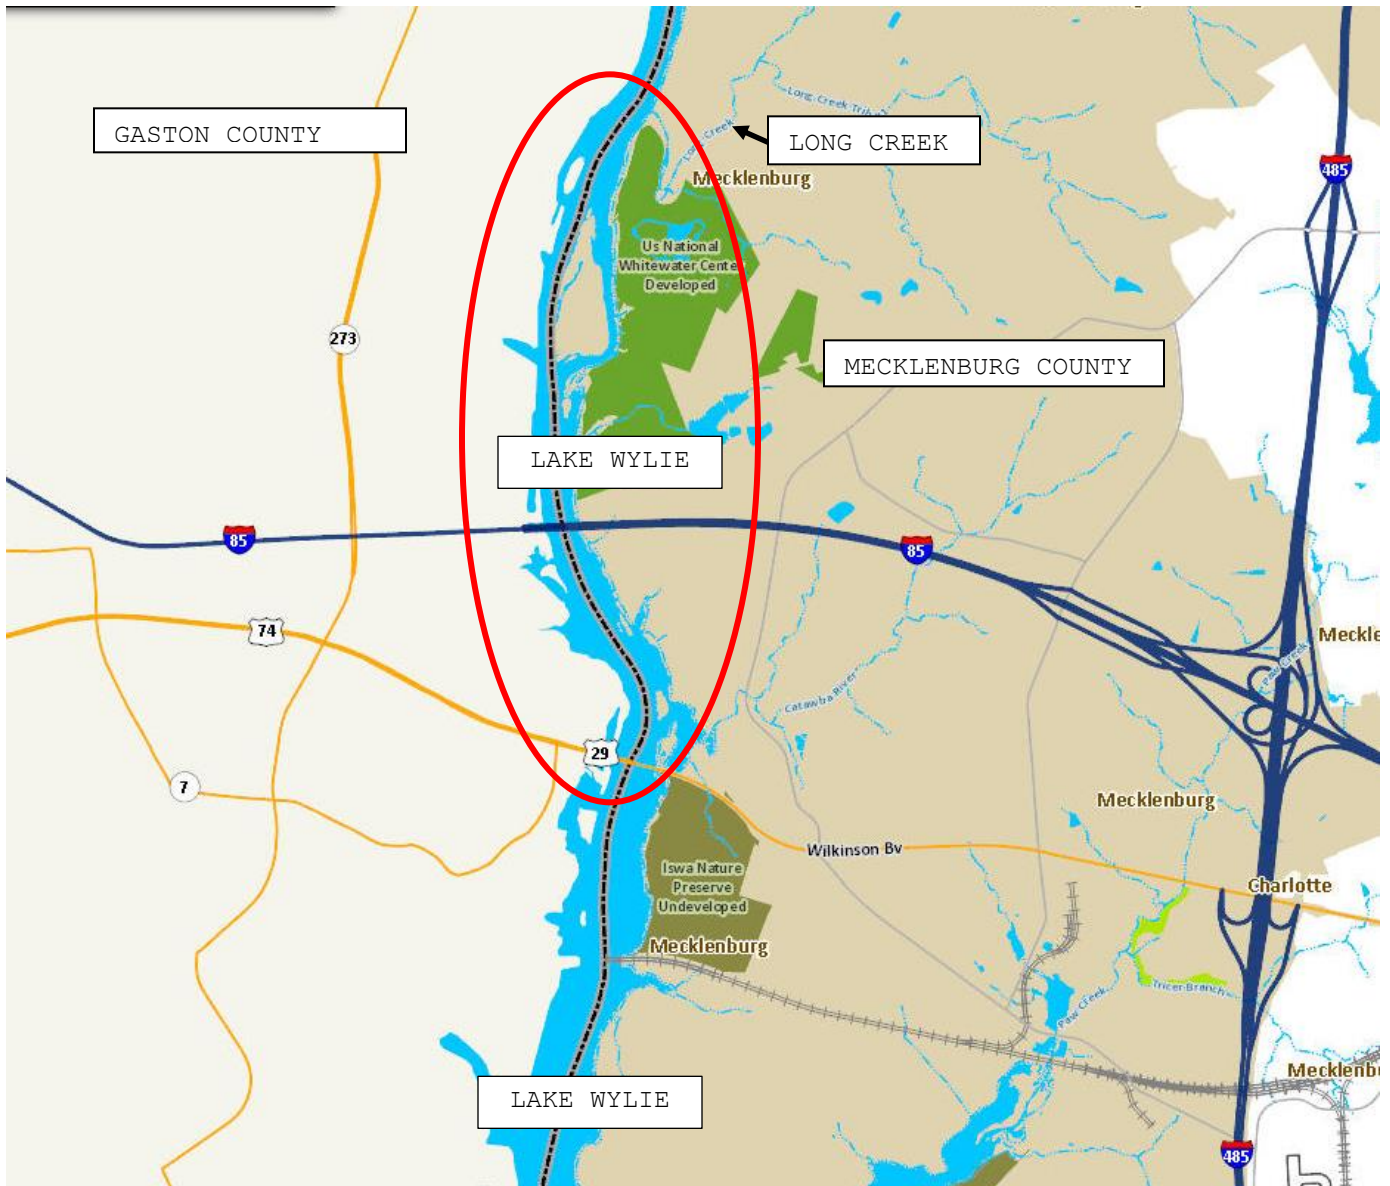 GASTON COUNTY
Long Creek Trib
Long Creek
LONG CREEK
Mecklenburg
485
Us National
Whitewater Center
Developed
273
MECKLENBURG COUNTY
LAKE WYLIE
85
85
74
Meckle
Paw Creek
Catawba River
29
7
Mecklenburg
Wilkinson Bv
Iswa Nature
Preserve
Undeveloped
Charlotte
Mecklenburg
Paw Creek
Tricer Branch
Mecklenbu
LAKE WYLIE
485